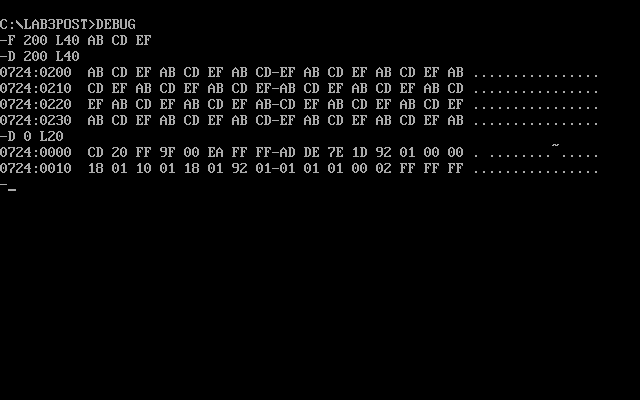 C:\LAB3POST>DEBUG
-F 200 L40 AB CD EF
-D 200 L40
0724:0200  AB CD EF AB CD EF AB CD-EF AB CD EF AB CD EF AB ................
0724:0210  CD EF AB CD EF AB CD EF-AB CD EF AB CD EF AB CD ................
0724:0220  EF AB CD EF AB CD EF AB-CD EF AB CD EF AB CD EF ................
0724:0230  AB CD EF AB CD EF AB CD-EF AB CD EF AB CD EF AB ................
-D 0 L20
0724:0000  CD 20 FF 9F 00 EA FF FF-AD DE 7E 1D 92 01 00 00 . ........~.....
0724:0010  18 01 10 01 18 01 92 01-01 01 01 00 02 FF FF FF ................
-_